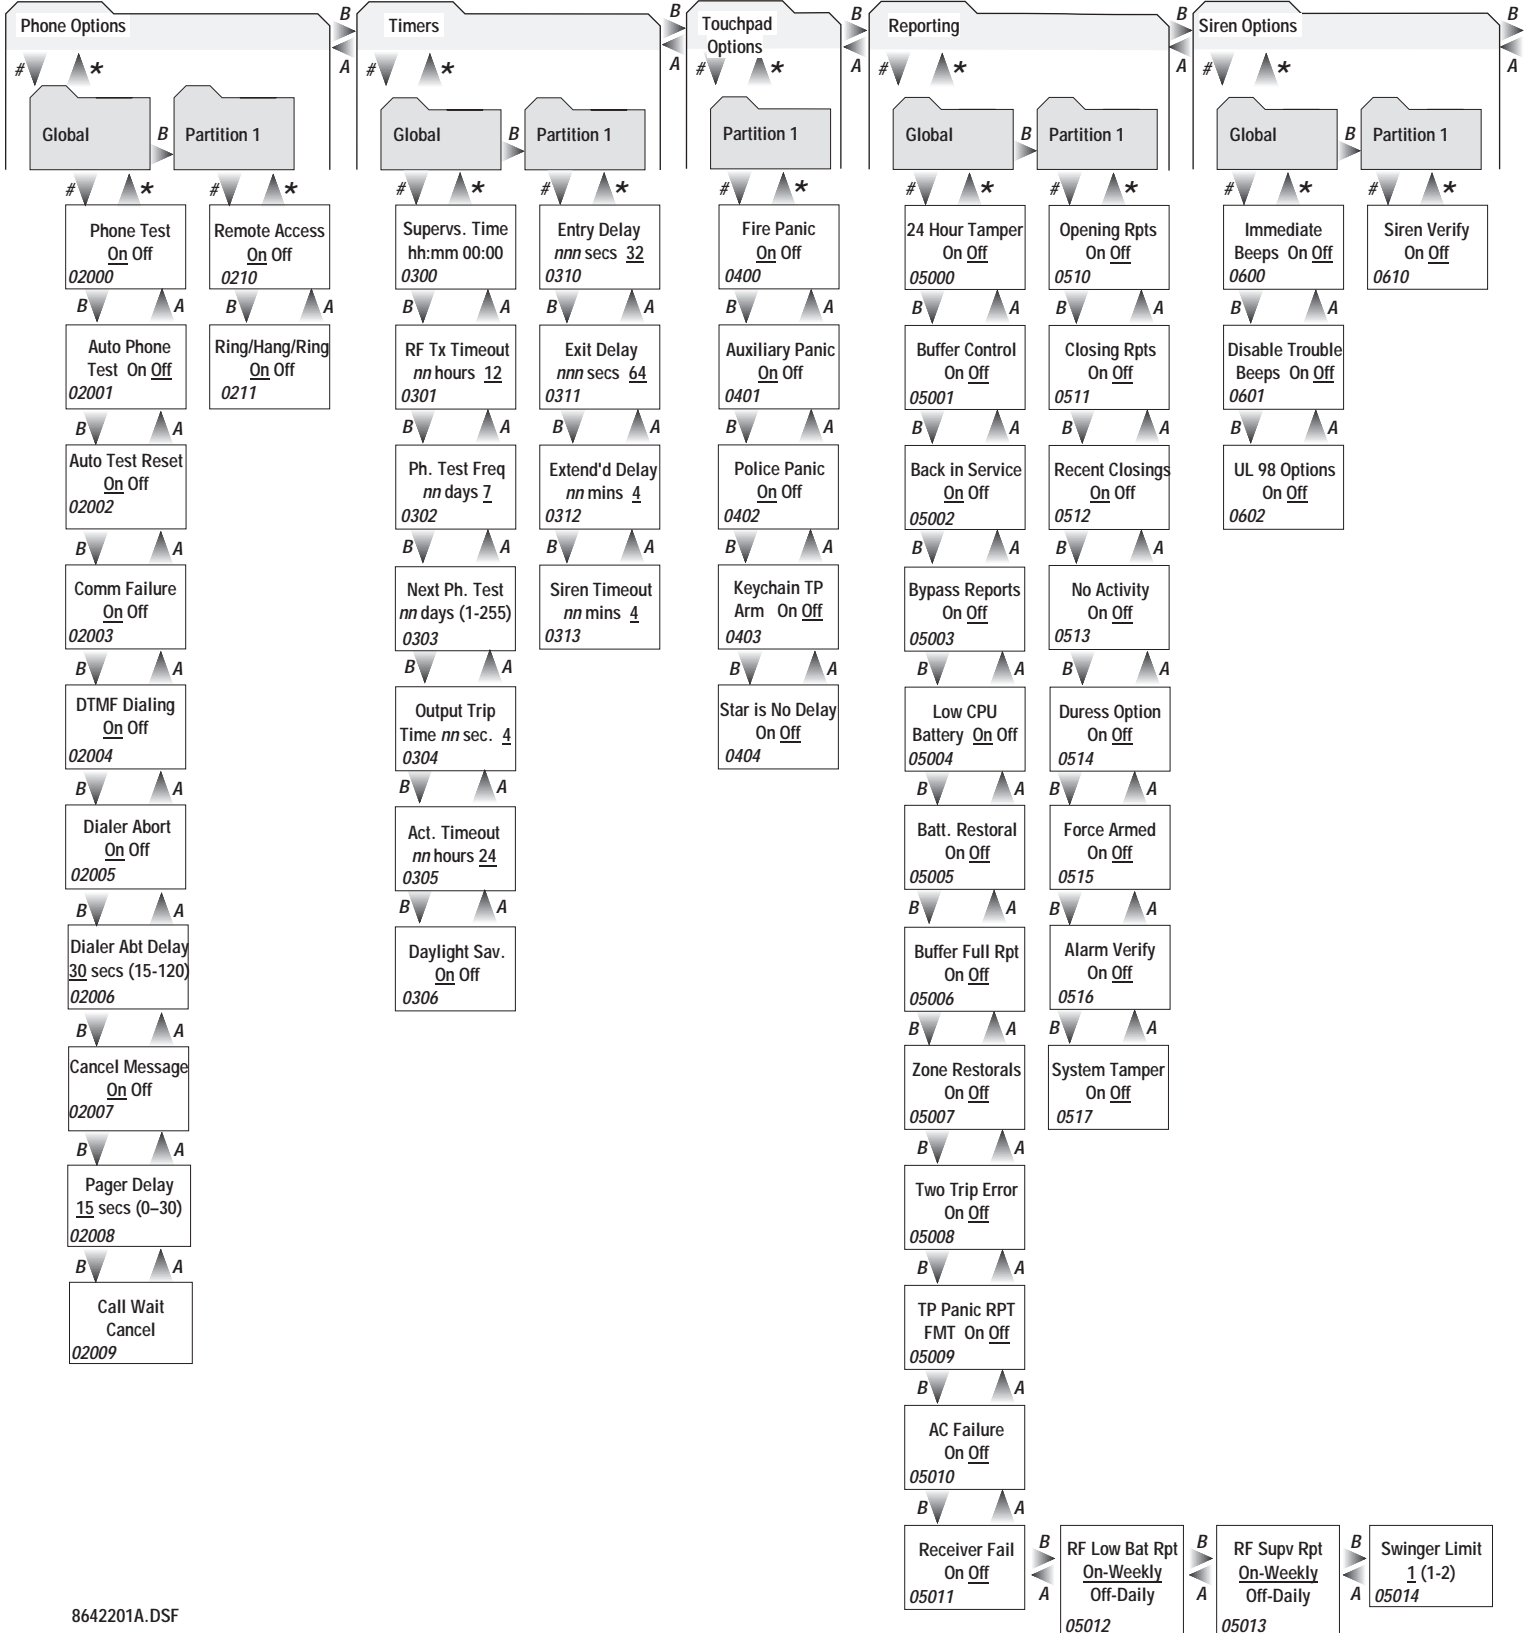 Phone Options
B
A
# *
Global
B
Partition 1
# *
Phone Test
On Off
02000
B A
Auto Phone
Test On Off
02001
B A
Auto Test Reset
On Off
02002
B A
Comm Failure
On Off
02003
B A
DTMF Dialing
On Off
02004
B A
Dialer Abort
On Off
02005
B A
Dialer Abt Delay
30 secs (15-120)
02006
B A
Cancel Message
On Off
02007
B A
Pager Delay
15 secs (0–30)
02008
B A
Call Wait
Cancel
02009
# *
Remote Access
On Off
0210
B A
Ring/Hang/Ring
On Off
0211
Timers
B
A
# *
Global
B
Partition 1
# *
Supervs. Time
hh:mm 00:00
0300
B A
RF Tx Timeout
nn hours 12
0301
B A
Ph. Test Freq
nn days 7
0302
B A
Next Ph. Test
nn days (1-255)
0303
B A
Output Trip
Time nn sec. 4
0304
B A
Act. Timeout
nn hours 24
0305
B A
Daylight Sav.
On Off
0306
# *
Entry Delay
nnn secs 32
0310
B A
Exit Delay
nnn secs 64
0311
B A
Extend'd Delay
nn mins 4
0312
B A
Siren Timeout
nn mins 4
0313
Touchpad
Options
B
A
# *
Partition 1
# *
Fire Panic
On Off
0400
B A
Auxiliary Panic
On Off
0401
B A
Police Panic
On Off
0402
B A
Keychain TP
Arm On Off
0403
B A
Star is No Delay
On Off
0404
Reporting
B
A
# *
Global
B
Partition 1
# *
24 Hour Tamper
On Off
05000
B A
Buffer Control
On Off
05001
B A
Back in Service
On Off
05002
B A
Bypass Reports
On Off
05003
B A
Low CPU
Battery On Off
05004
B A
Batt. Restoral
On Off
05005
B A
Buffer Full Rpt
On Off
05006
B A
Zone Restorals
On Off
05007
B A
Two Trip Error
On Off
05008
B A
TP Panic RPT
FMT On Off
05009
B A
AC Failure
On Off
05010
B A
Receiver Fail
On Off
05011
B
A
RF Low Bat Rpt
On-Weekly
Off-Daily
05012
B
A
RF Supv Rpt
On-Weekly
Off-Daily
05013
B
A
Swinger Limit
1 (1-2)
05014
# *
Opening Rpts
On Off
0510
B A
Closing Rpts
On Off
0511
B A
Recent Closings
On Off
0512
B A
No Activity
On Off
0513
B A
Duress Option
On Off
0514
B A
Force Armed
On Off
0515
B A
Alarm Verify
On Off
0516
B A
System Tamper
On Off
0517
Siren Options
B
A
# *
Global
B
Partition 1
# *
Immediate
Beeps On Off
0600
B A
Disable Trouble
Beeps On Off
0601
B A
UL 98 Options
On Off
0602
# *
Siren Verify
On Off
0610
8642201A.DSF